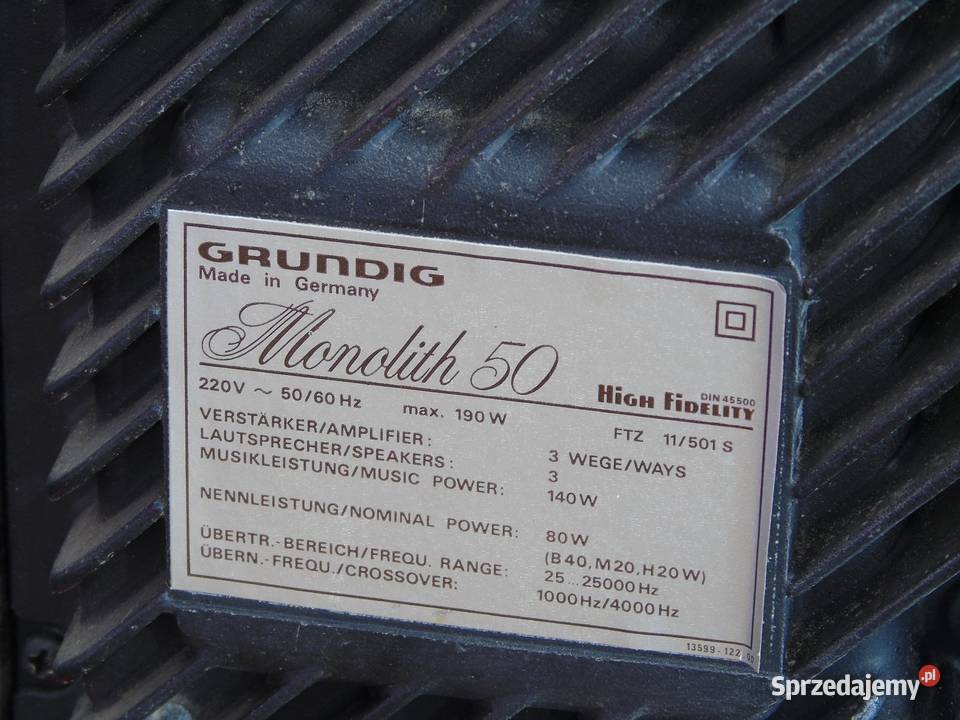 GRUNDIG
Made in Germany
Monolith 50
HIGH FIDELITY DIN 45500
220V ~ 50/60 Hz max. 190 W
FTZ 11/501 S
VERSTÄRKER/AMPLIFIER: 3 WEGE/WAYS
LAUTSPRECHER/SPEAKERS: 3
MUSIKLEISTUNG/MUSIC POWER: 140 W
NENNLEISTUNG/NOMINAL POWER: 80 W
(B 40, M 20, H 20 W)
ÜBERTR.-BEREICH/FREQU. RANGE: 25...25000 Hz
ÜBERN.-FREQU./CROSSOVER: 1000 Hz/4000 Hz
13599-122
Sprzedajemy.pl